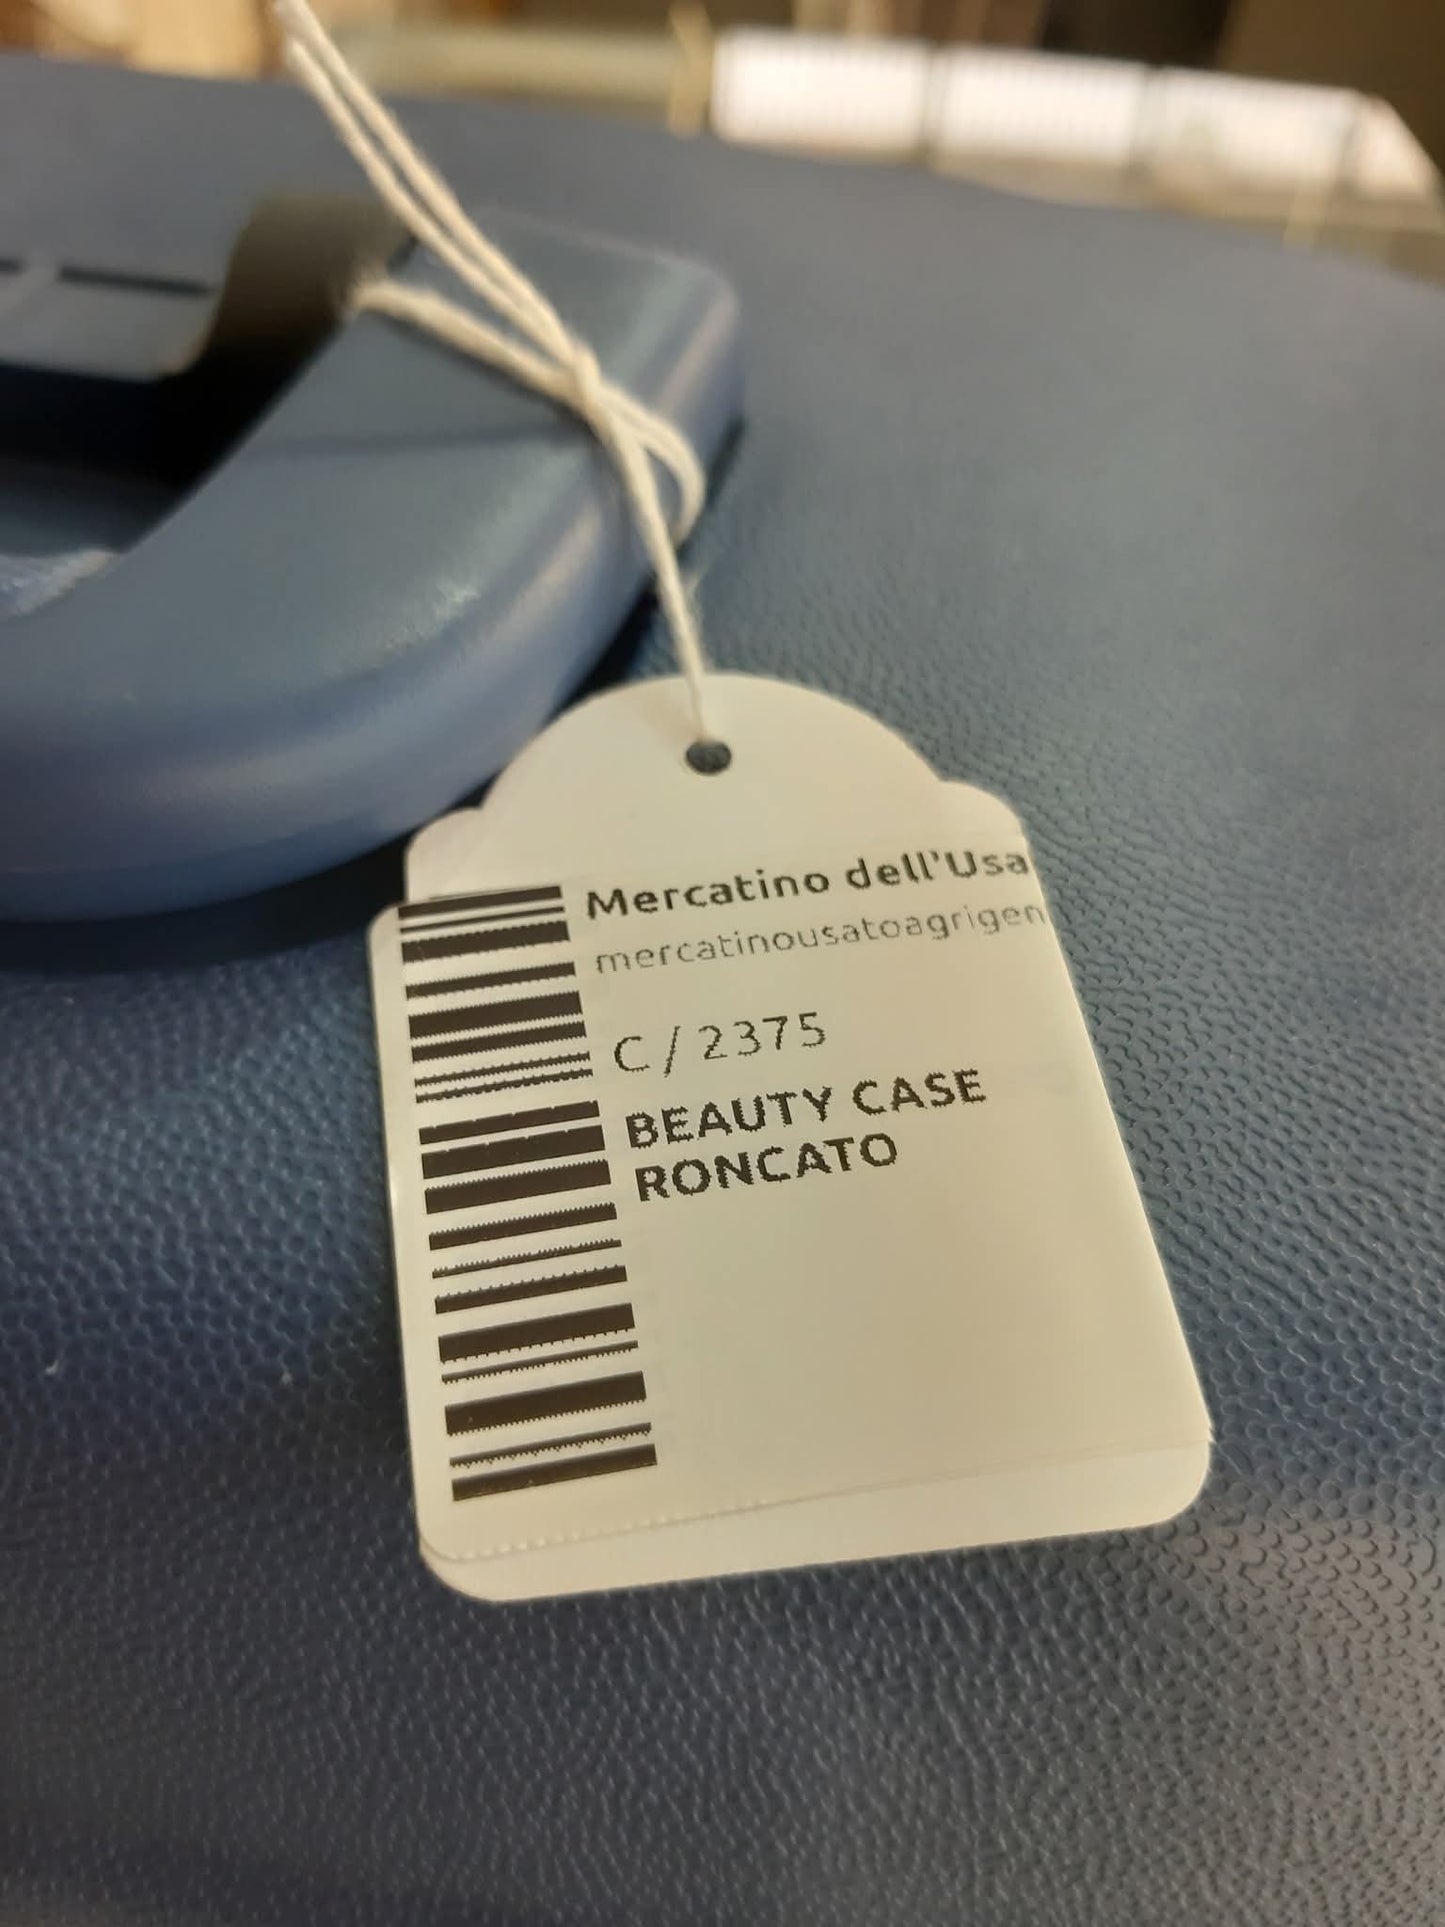 Mercatino dell'Usa
mercatinousatoagrigen
C/2375
BEAUTY CASE
RONCATO